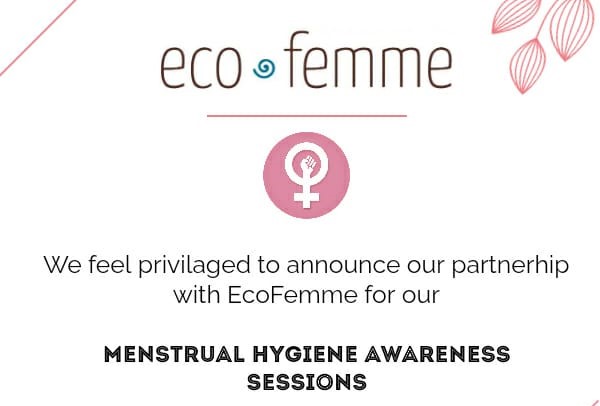 eco femme
We feel privilaged to announce our partnerhip
with EcoFemme for our
MENSTRUAL HYGIENE AWARENESS
SESSIONS